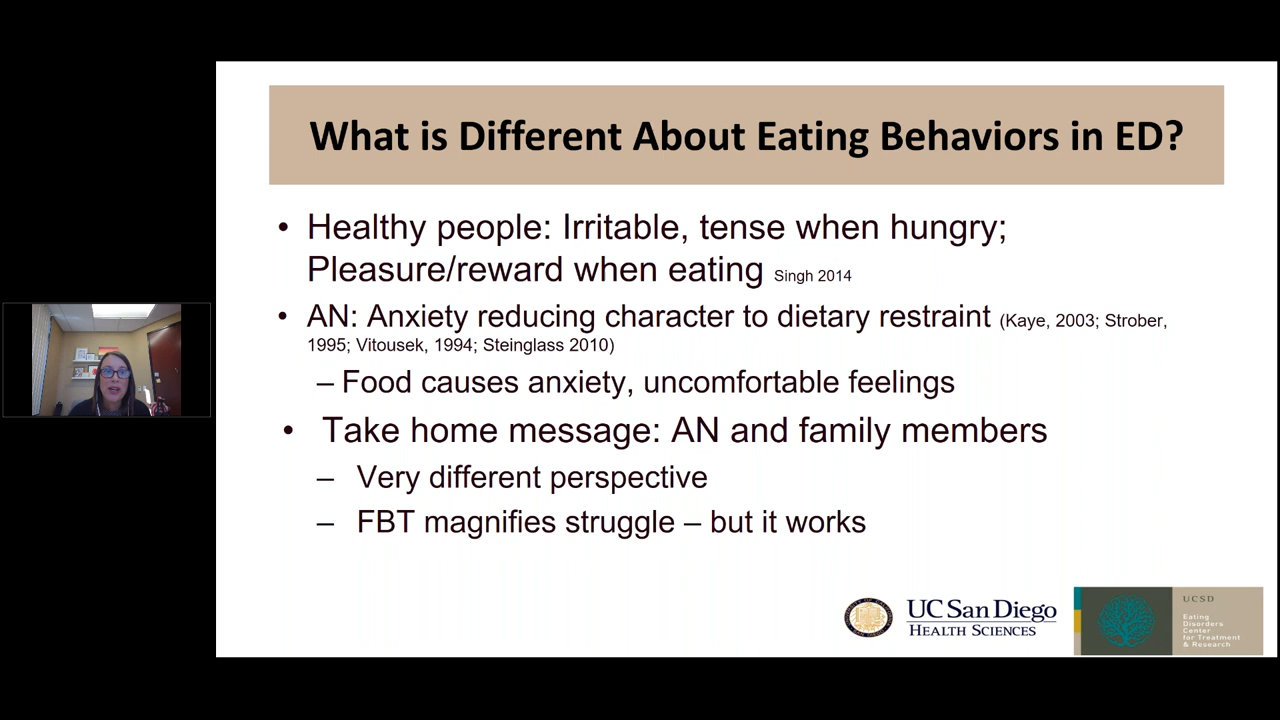 What is Different About Eating Behaviors in ED?
• Healthy people: Irritable, tense when hungry;
Pleasure/reward when eating Singh 2014
• AN: Anxiety reducing character to dietary restraint (Kaye, 2003; Strober,
1995; Vitousek, 1994; Steinglass 2010)
– Food causes anxiety, uncomfortable feelings
• Take home message: AN and family members
– Very different perspective
– FBT magnifies struggle – but it works
UC San Diego
HEALTH SCIENCES
UCSD
Eating
Disorders
Center
for Treatment
& Research